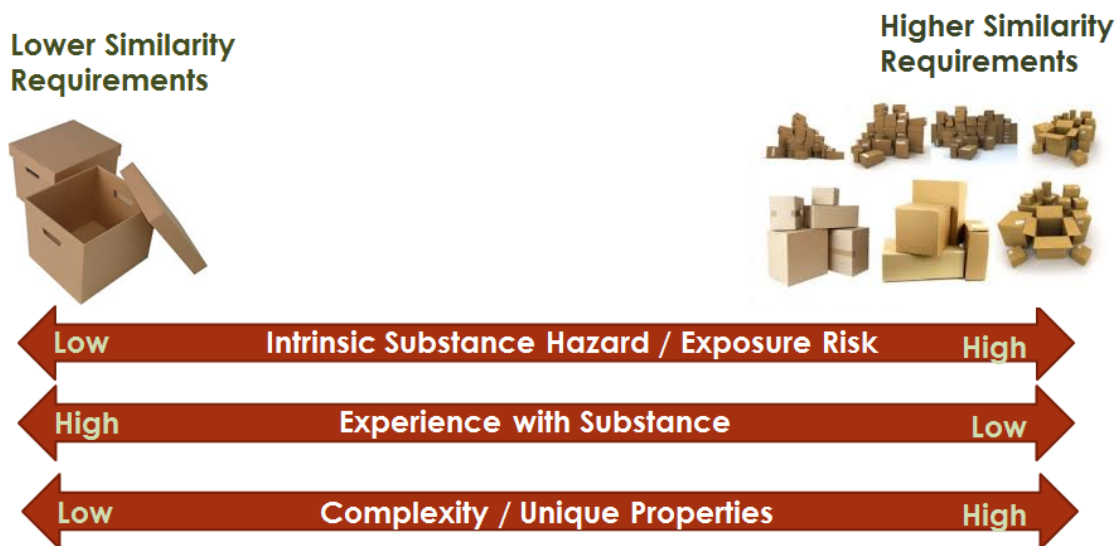 Lower Similarity
Requirements
Higher Similarity
Requirements
Low Intrinsic Substance Hazard / Exposure Risk High
High Experience with Substance Low
Low Complexity / Unique Properties High